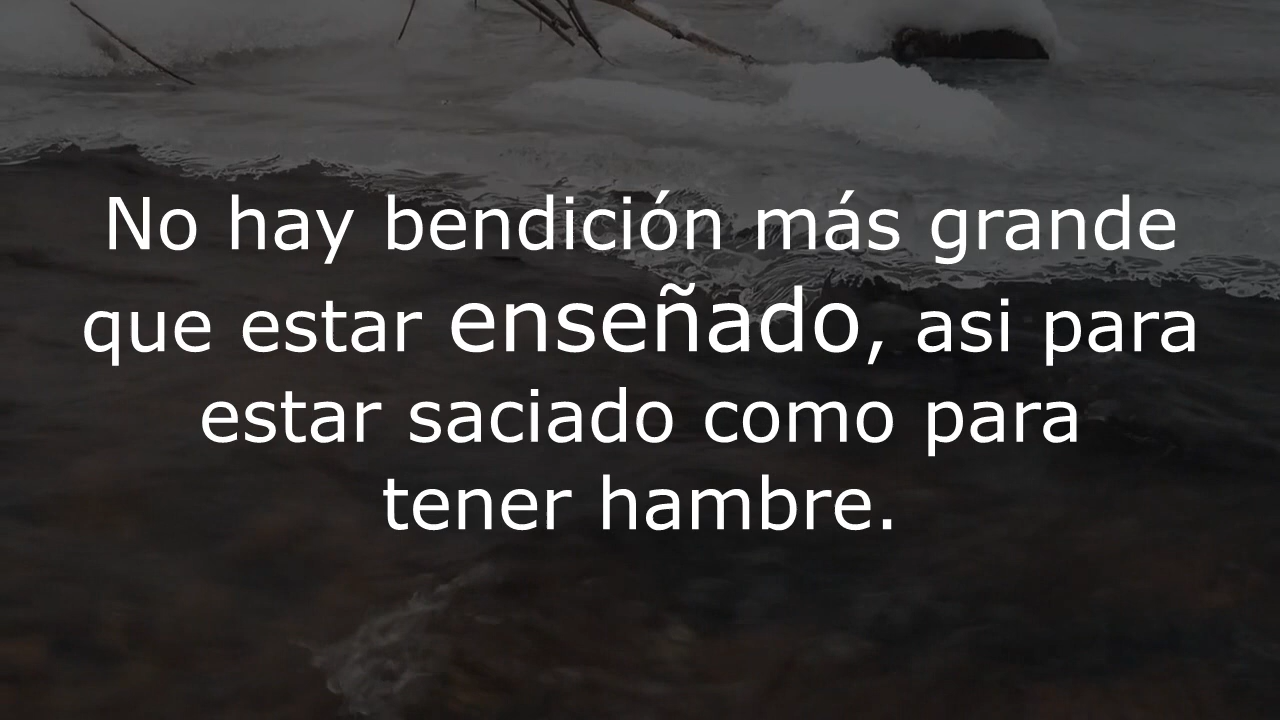 No hay bendición más grande
que estar enseñado, asi para
estar saciado como para
tener hambre.